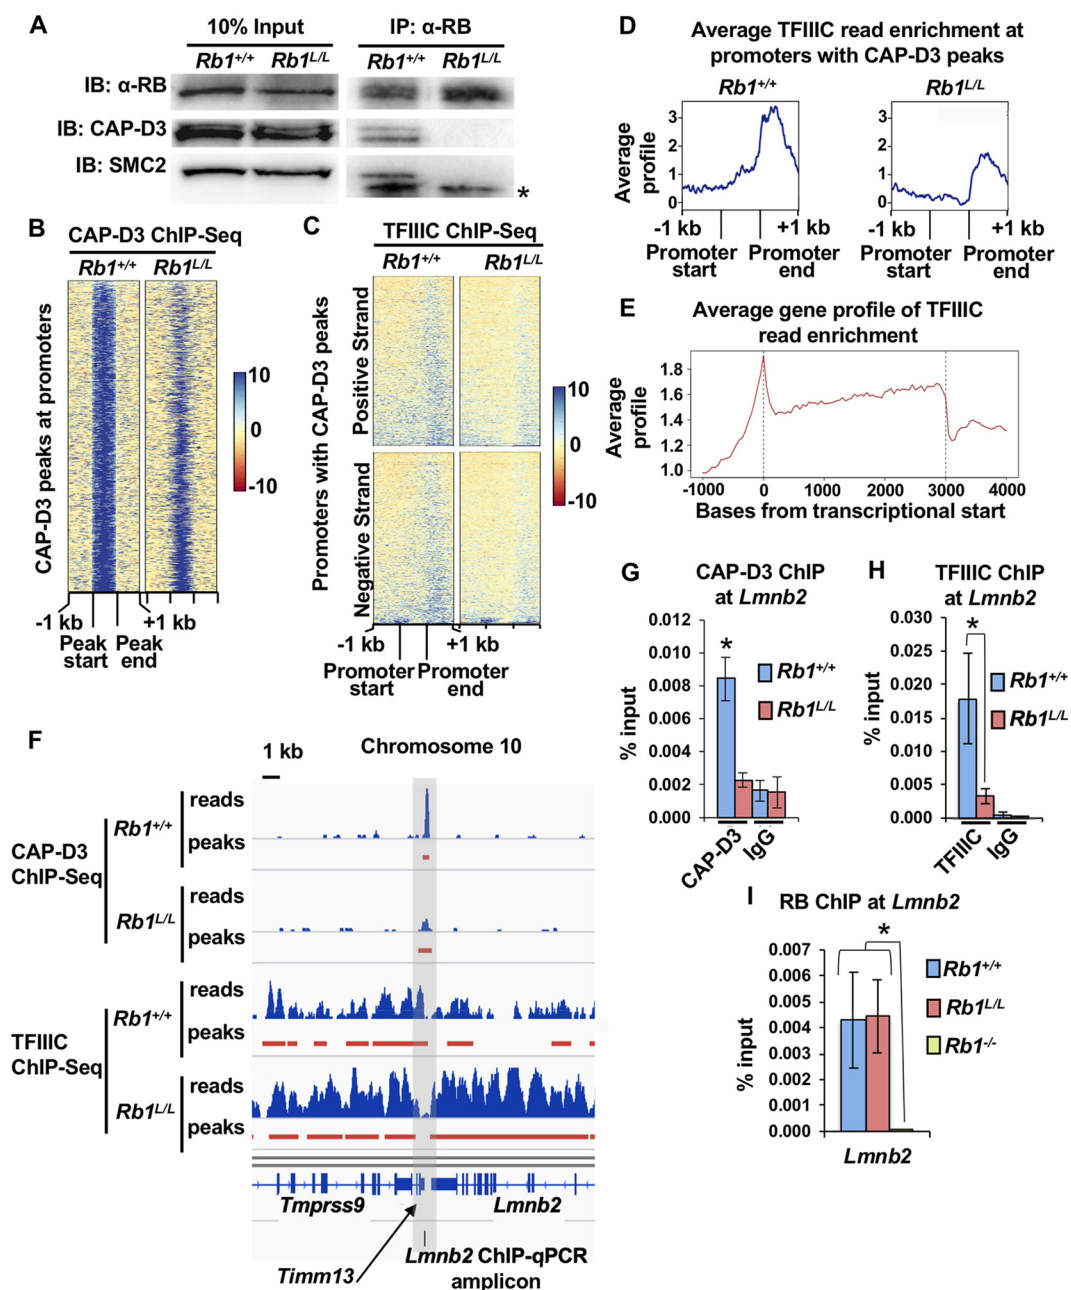 A
10% Input
IP: α-RB
Rb1+/+ Rb1L/L
Rb1+/+ Rb1L/L
IB: α-RB
IB: CAP-D3
IB: SMC2
*
B
CAP-D3 ChIP-Seq
Rb1+/+ Rb1L/L
CAP-D3 peaks at promoters
10
0
-10
-1 kb
+1 kb
Peak start
Peak end
C
TFIIIC ChIP-Seq
Rb1+/+ Rb1L/L
Promoters with CAP-D3 peaks
Positive Strand
Negative Strand
10
0
-10
-1 kb
+1 kb
Promoter start
Promoter end
D
Average TFIIIC read enrichment at
promoters with CAP-D3 peaks
Rb1+/+
Rb1L/L
Average profile
3
2
1
0
-1 kb
+1 kb
Promoter start
Promoter end
3
2
1
0
-1 kb
+1 kb
Promoter start
Promoter end
E
Average gene profile of TFIIIC
read enrichment
Average profile
1.8
1.6
1.4
1.2
1.0
-1000 0 1000 2000 3000 4000
Bases from transcriptional start
F
1 kb
Chromosome 10
CAP-D3 ChIP-Seq
Rb1+/+
reads
peaks
Rb1L/L
reads
peaks
TFIIIC ChIP-Seq
Rb1+/+
reads
peaks
Rb1L/L
reads
peaks
Tmprss9
Lmnb2
Timm13
Lmnb2 ChIP-qPCR
amplicon
G
CAP-D3 ChIP
at Lmnb2
% input
0.012
0.010
0.008
0.006
0.004
0.002
0.000
*
Rb1+/+
Rb1L/L
CAP-D3
IgG
H
TFIIIC ChIP
at Lmnb2
% input
0.030
0.025
0.020
0.015
0.010
0.005
0.000
*
Rb1+/+
Rb1L/L
TFIIIC
IgG
I
RB ChIP at Lmnb2
% input
0.007
0.006
0.005
0.004
0.003
0.002
0.001
0.000
*
Rb1+/+
Rb1L/L
Rb1-/-
Lmnb2